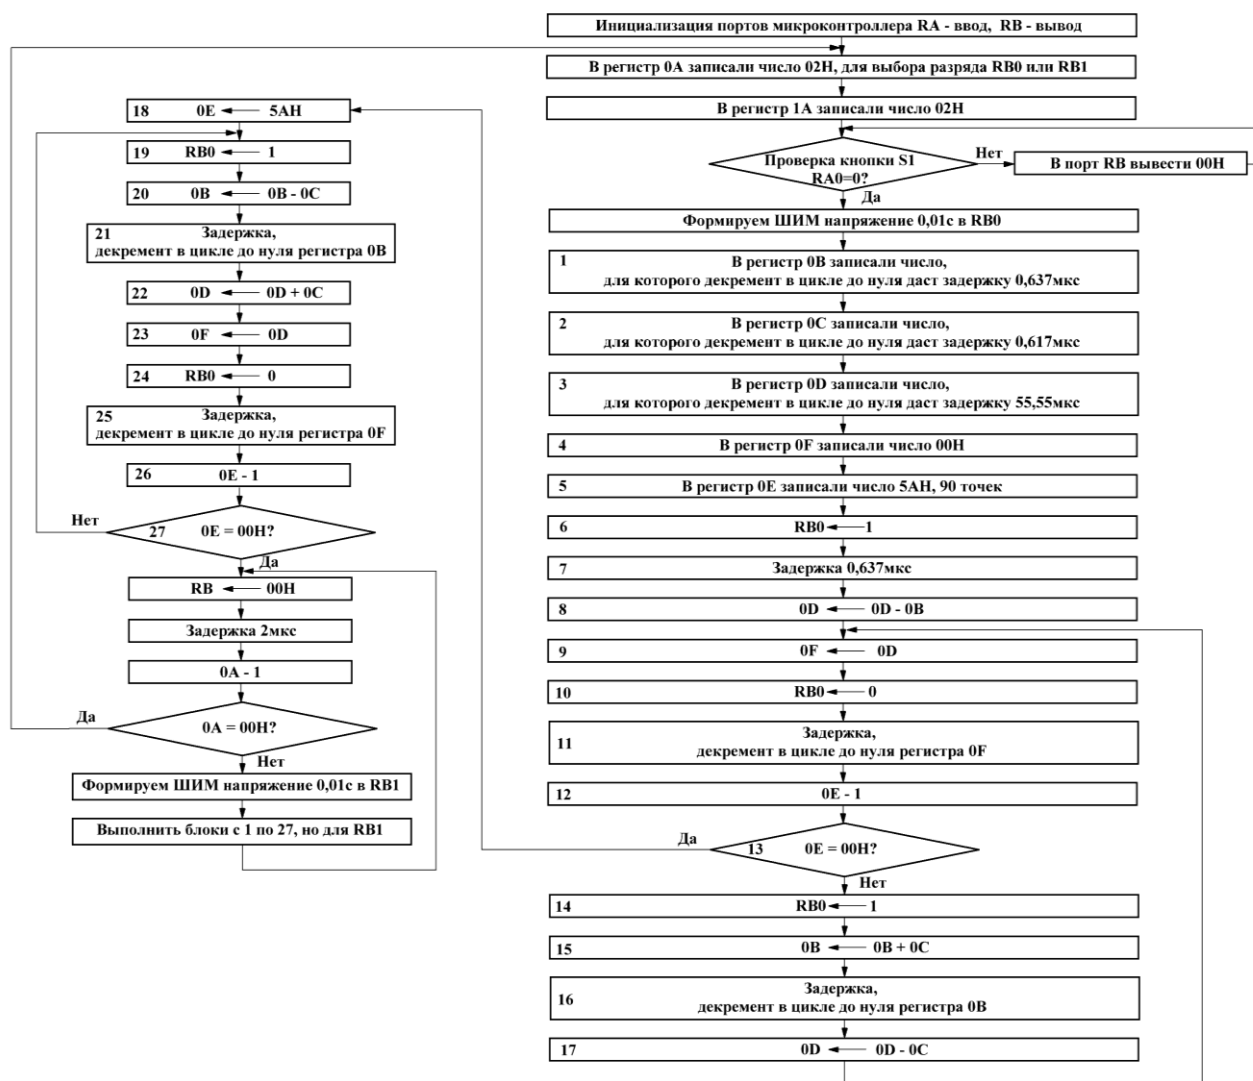 Инициализация портов микроконтроллера RA - ввод, RB - вывод
В регистр 0A записали число 02H, для выбора разряда RB0 или RB1
В регистр 1A записали число 02H
Проверка кнопки S1
RA0=0?
Нет
В порт RB вывести 00H
Да
Формируем ШИМ напряжение 0,01с в RB0
1 В регистр 0B записали число,
для которого декремент в цикле до нуля даст задержку 0,637мкс
2 В регистр 0C записали число,
для которого декремент в цикле до нуля даст задержку 0,617мкс
3 В регистр 0D записали число,
для которого декремент в цикле до нуля даст задержку 55,55мкс
4 В регистр 0F записали число 00H
5 В регистр 0E записали число 5AH, 90 точек
6 RB0 ← 1
7 Задержка 0,637мкс
8 0D ← 0D - 0B
9 0F ← 0D
10 RB0 ← 0
11 Задержка,
декремент в цикле до нуля регистра 0F
12 0E - 1
Да
13 0E = 00H?
Нет
14 RB0 ← 1
15 0B ← 0B + 0C
16 Задержка,
декремент в цикле до нуля регистра 0B
17 0D ← 0D - 0C
18 0E ← 5AH
19 RB0 ← 1
20 0B ← 0B - 0C
21 Задержка,
декремент в цикле до нуля регистра 0B
22 0D ← 0D + 0C
23 0F ← 0D
24 RB0 ← 0
25 Задержка,
декремент в цикле до нуля регистра 0F
26 0E - 1
Нет
27 0E = 00H?
Да
RB ← 00H
Задержка 2мкс
0A - 1
Да
0A = 00H?
Нет
Формируем ШИМ напряжение 0,01с в RB1
Выполнить блоки с 1 по 27, но для RB1